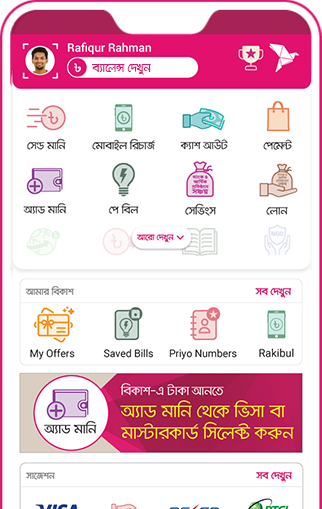 Rafiqur Rahman
৳ ব্যালেন্স দেখুন
সেন্ড মানি মোবাইল রিচার্জ ক্যাশ আউট পেমেন্ট
অ্যাড মানি পে বিল সেভিংস লোন
আরো দেখুন
আমার বিকাশ সব দেখুন
My Offers Saved Bills Priyo Numbers Rakibul
বিকাশ-এ টাকা আনতে
অ্যাড মানি থেকে ভিসা বা
অ্যাড মানি মাস্টারকার্ড সিলেক্ট করুন
সাজেশন সব দেখুন
VISA